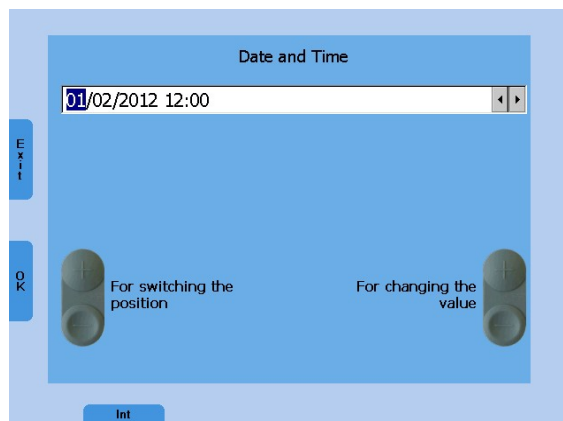 Date and Time
01/02/2012 12:00
Exit
OK
For switching the
position
For changing the
value
Int